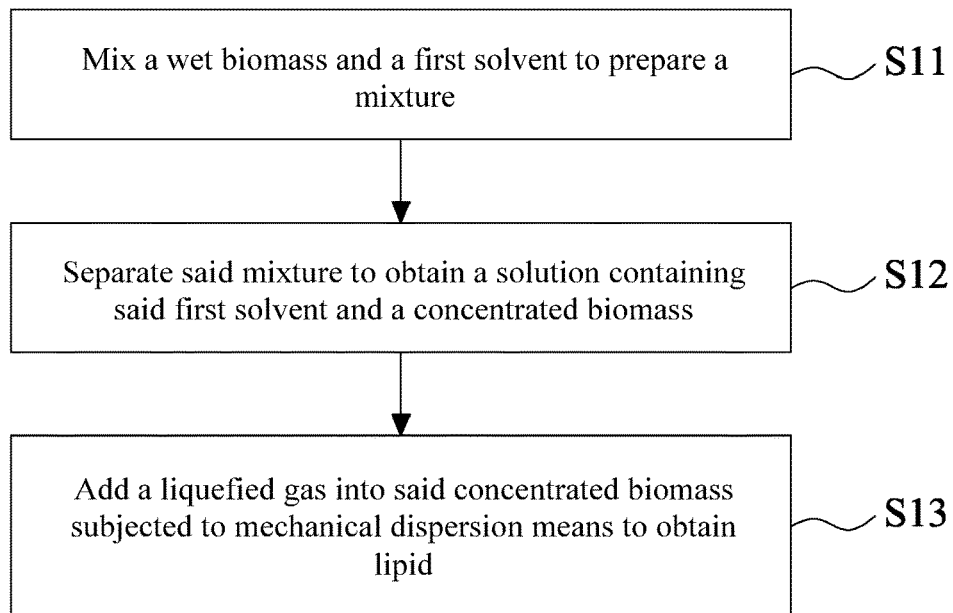 Mix a wet biomass and a first solvent to prepare a
mixture
S11
Separate said mixture to obtain a solution containing
said first solvent and a concentrated biomass
S12
Add a liquefied gas into said concentrated biomass
subjected to mechanical dispersion means to obtain
lipid
S13